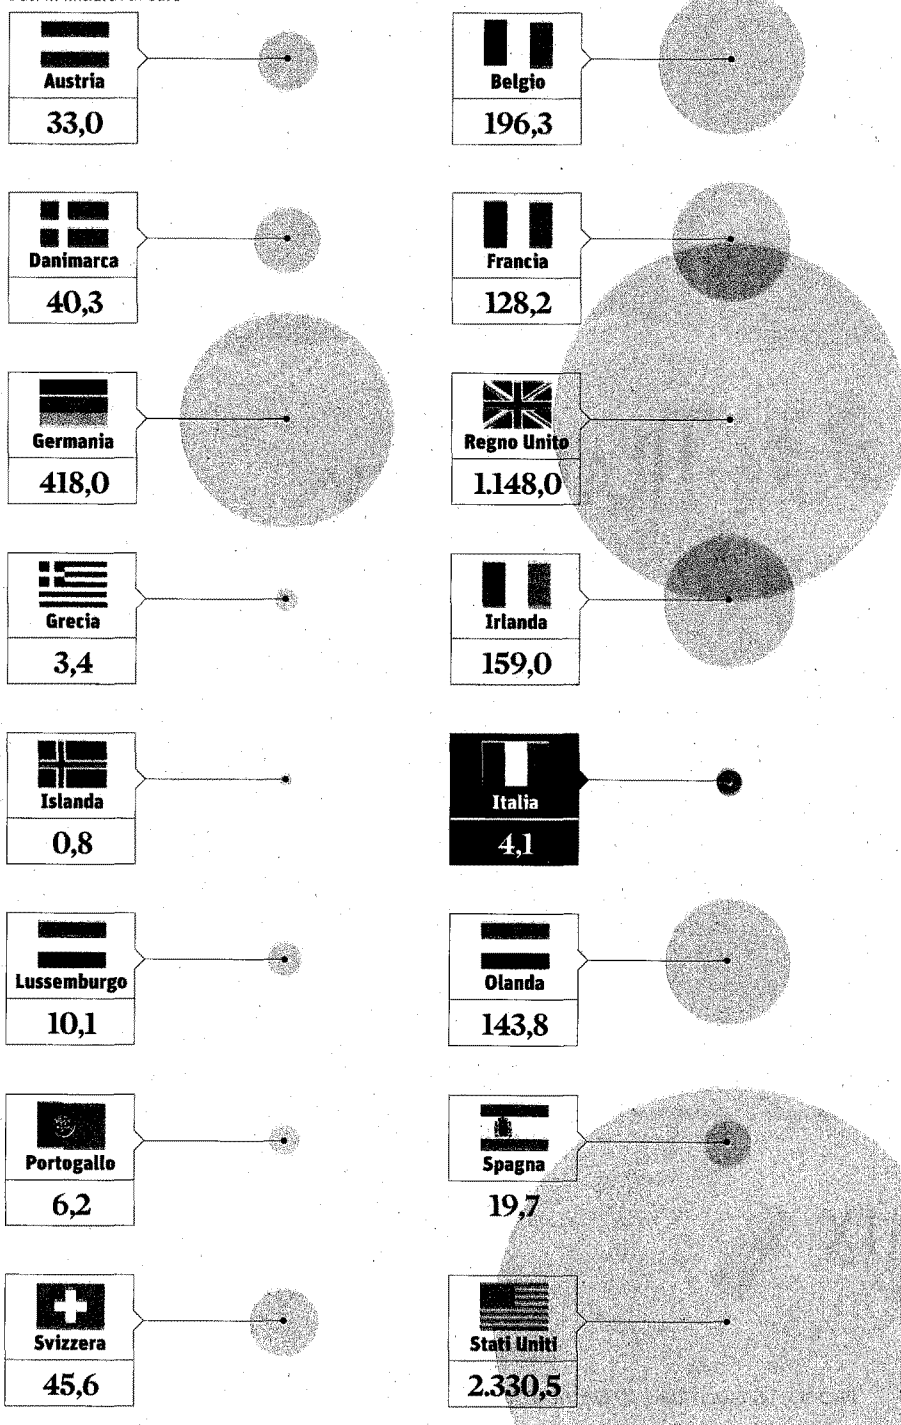 Austria
33,0
Belgio
196,3
Danimarca
40,3
Francia
128,2
Germania
418,0
Regno Unito
1.148,0
Grecia
3,4
Irlanda
159,0
Islanda
0,8
Italia
4,1
Lussemburgo
10,1
Olanda
143,8
Portogallo
6,2
Spagna
19,7
Svizzera
45,6
Stati Uniti
2.330,5